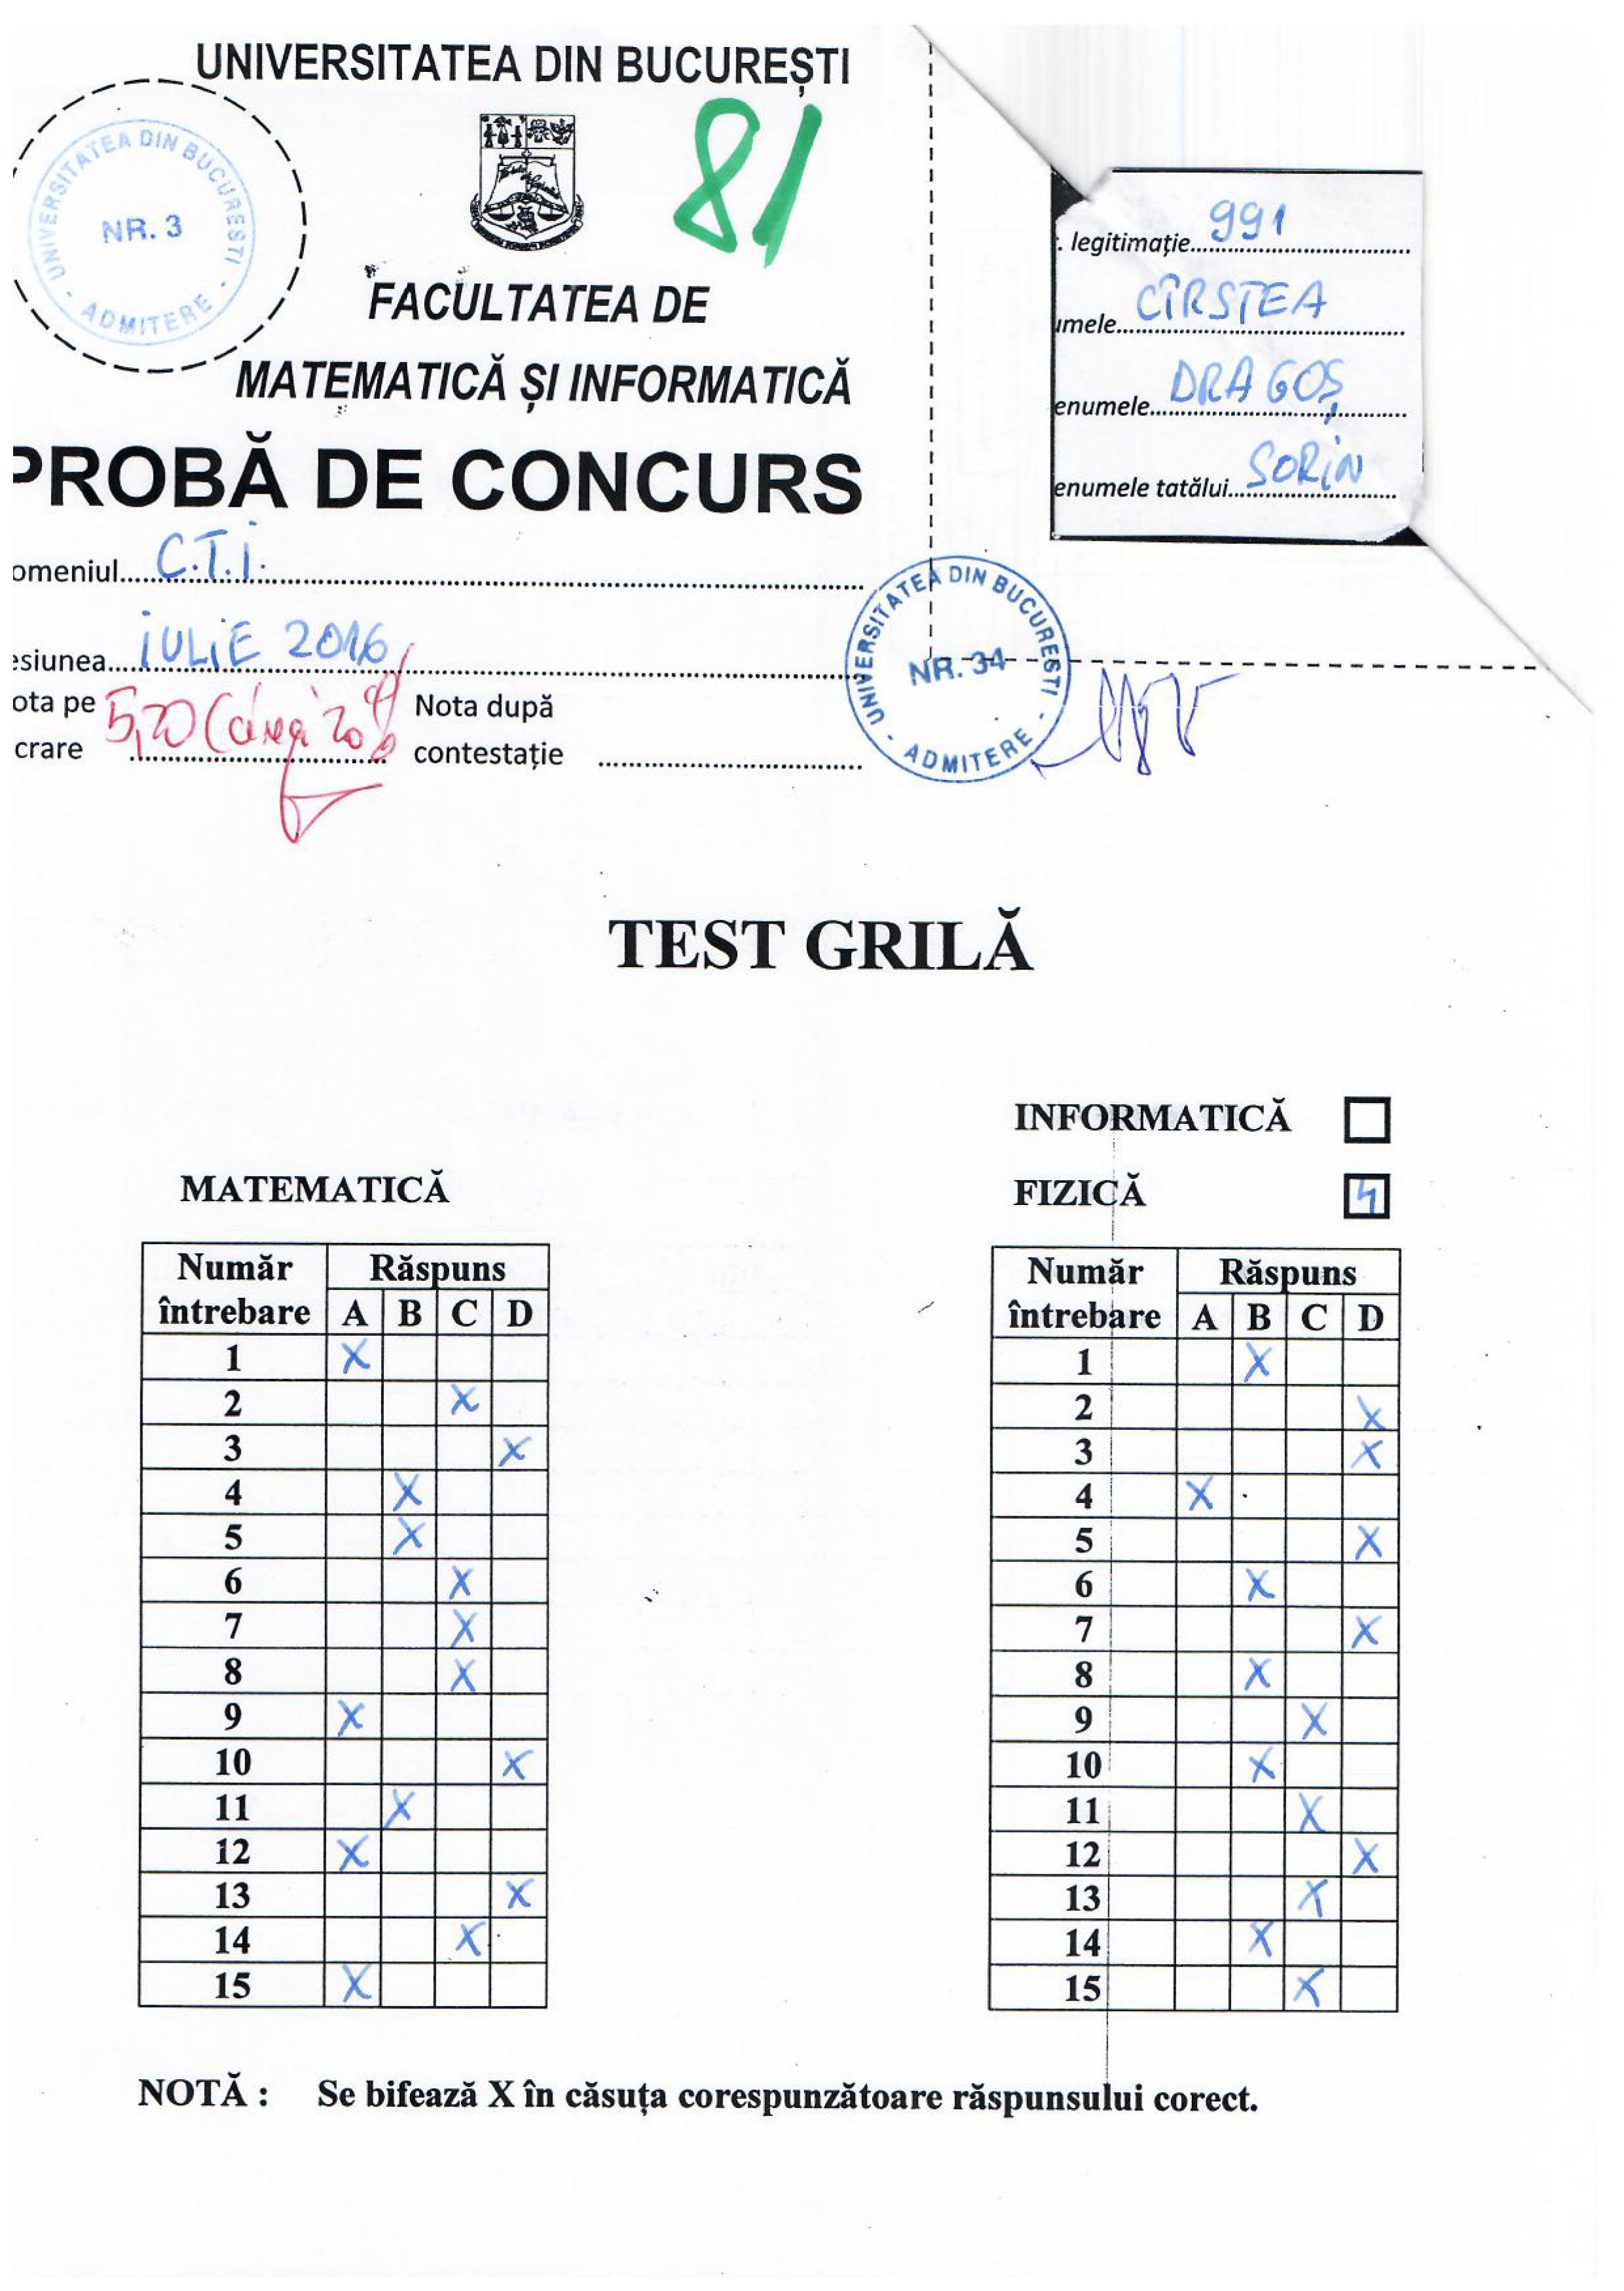 UNIVERSITATEA DIN BUCUREȘTI
81
UNIVERSITATEA DIN BUCURESTI - ADMITERE -
NR. 3
FACULTATEA DE
MATEMATICĂ ȘI INFORMATICĂ
PROBĂ DE CONCURS
omeniul C.T.I.
esiunea IULIE 2016
ota pe
crare 5,20 (
Nota după
contestație
. legitimație 991
umele CÎRSTEA
enumele DRAGOȘ
enumele tatălui SORIN
UNIVERSITATEA DIN BUCURESTI - ADMITERE -
NR. 34
TEST GRILĂ
MATEMATICĂ
Număr întrebare Răspuns
A B C D
1 X
2 X
3 X
4 X
5 X
6 X
7 X
8 X
9 X
10 X
11 X
12 X
13 X
14 X
15 X
INFORMATICĂ
FIZICĂ
Număr întrebare Răspuns
A B C D
1 X
2 X
3 X
4 X
5 X
6 X
7 X
8 X
9 X
10 X
11 X
12 X
13 X
14 X
15 X
NOTĂ : Se bifează X în căsuța corespunzătoare răspunsului corect.